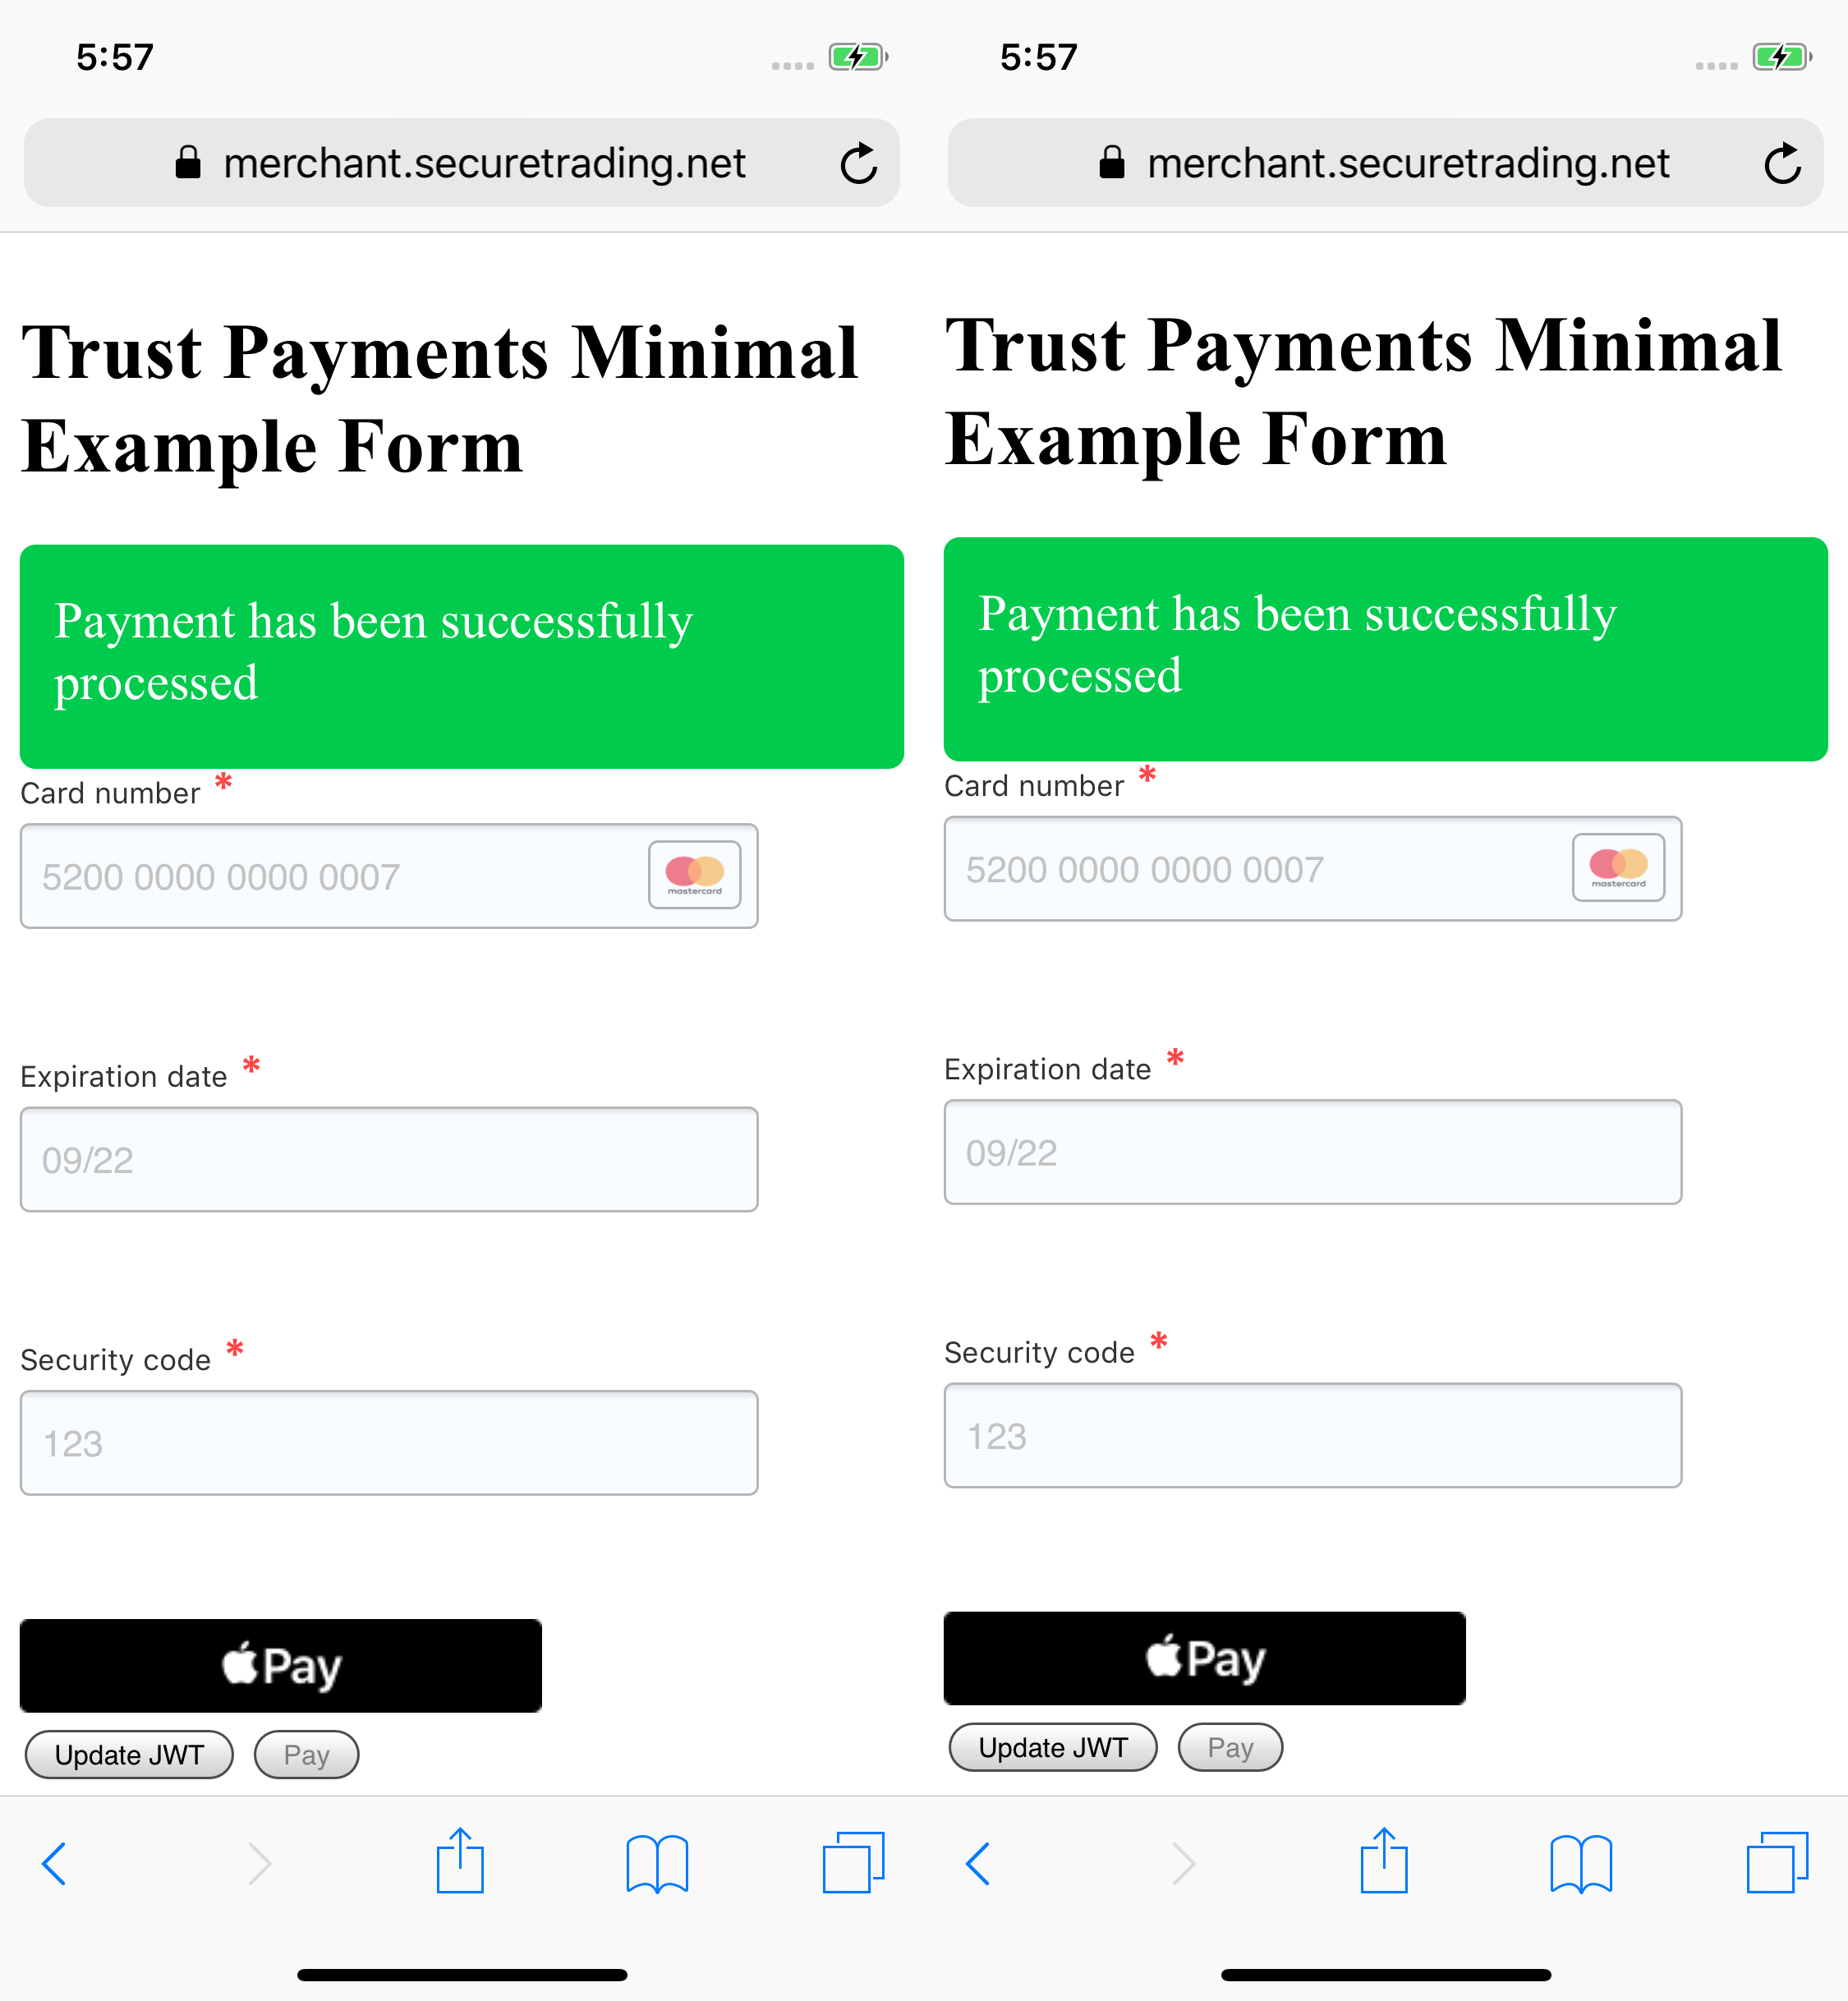 5:57
merchant.securetrading.net
Trust Payments Minimal
Example Form
Payment has been successfully
processed
Card number *
5200 0000 0000 0007
mastercard
Expiration date *
09/22
Security code *
123
Pay
Update JWT
Pay
5:57
merchant.securetrading.net
Trust Payments Minimal
Example Form
Payment has been successfully
processed
Card number *
5200 0000 0000 0007
mastercard
Expiration date *
09/22
Security code *
123
Pay
Update JWT
Pay